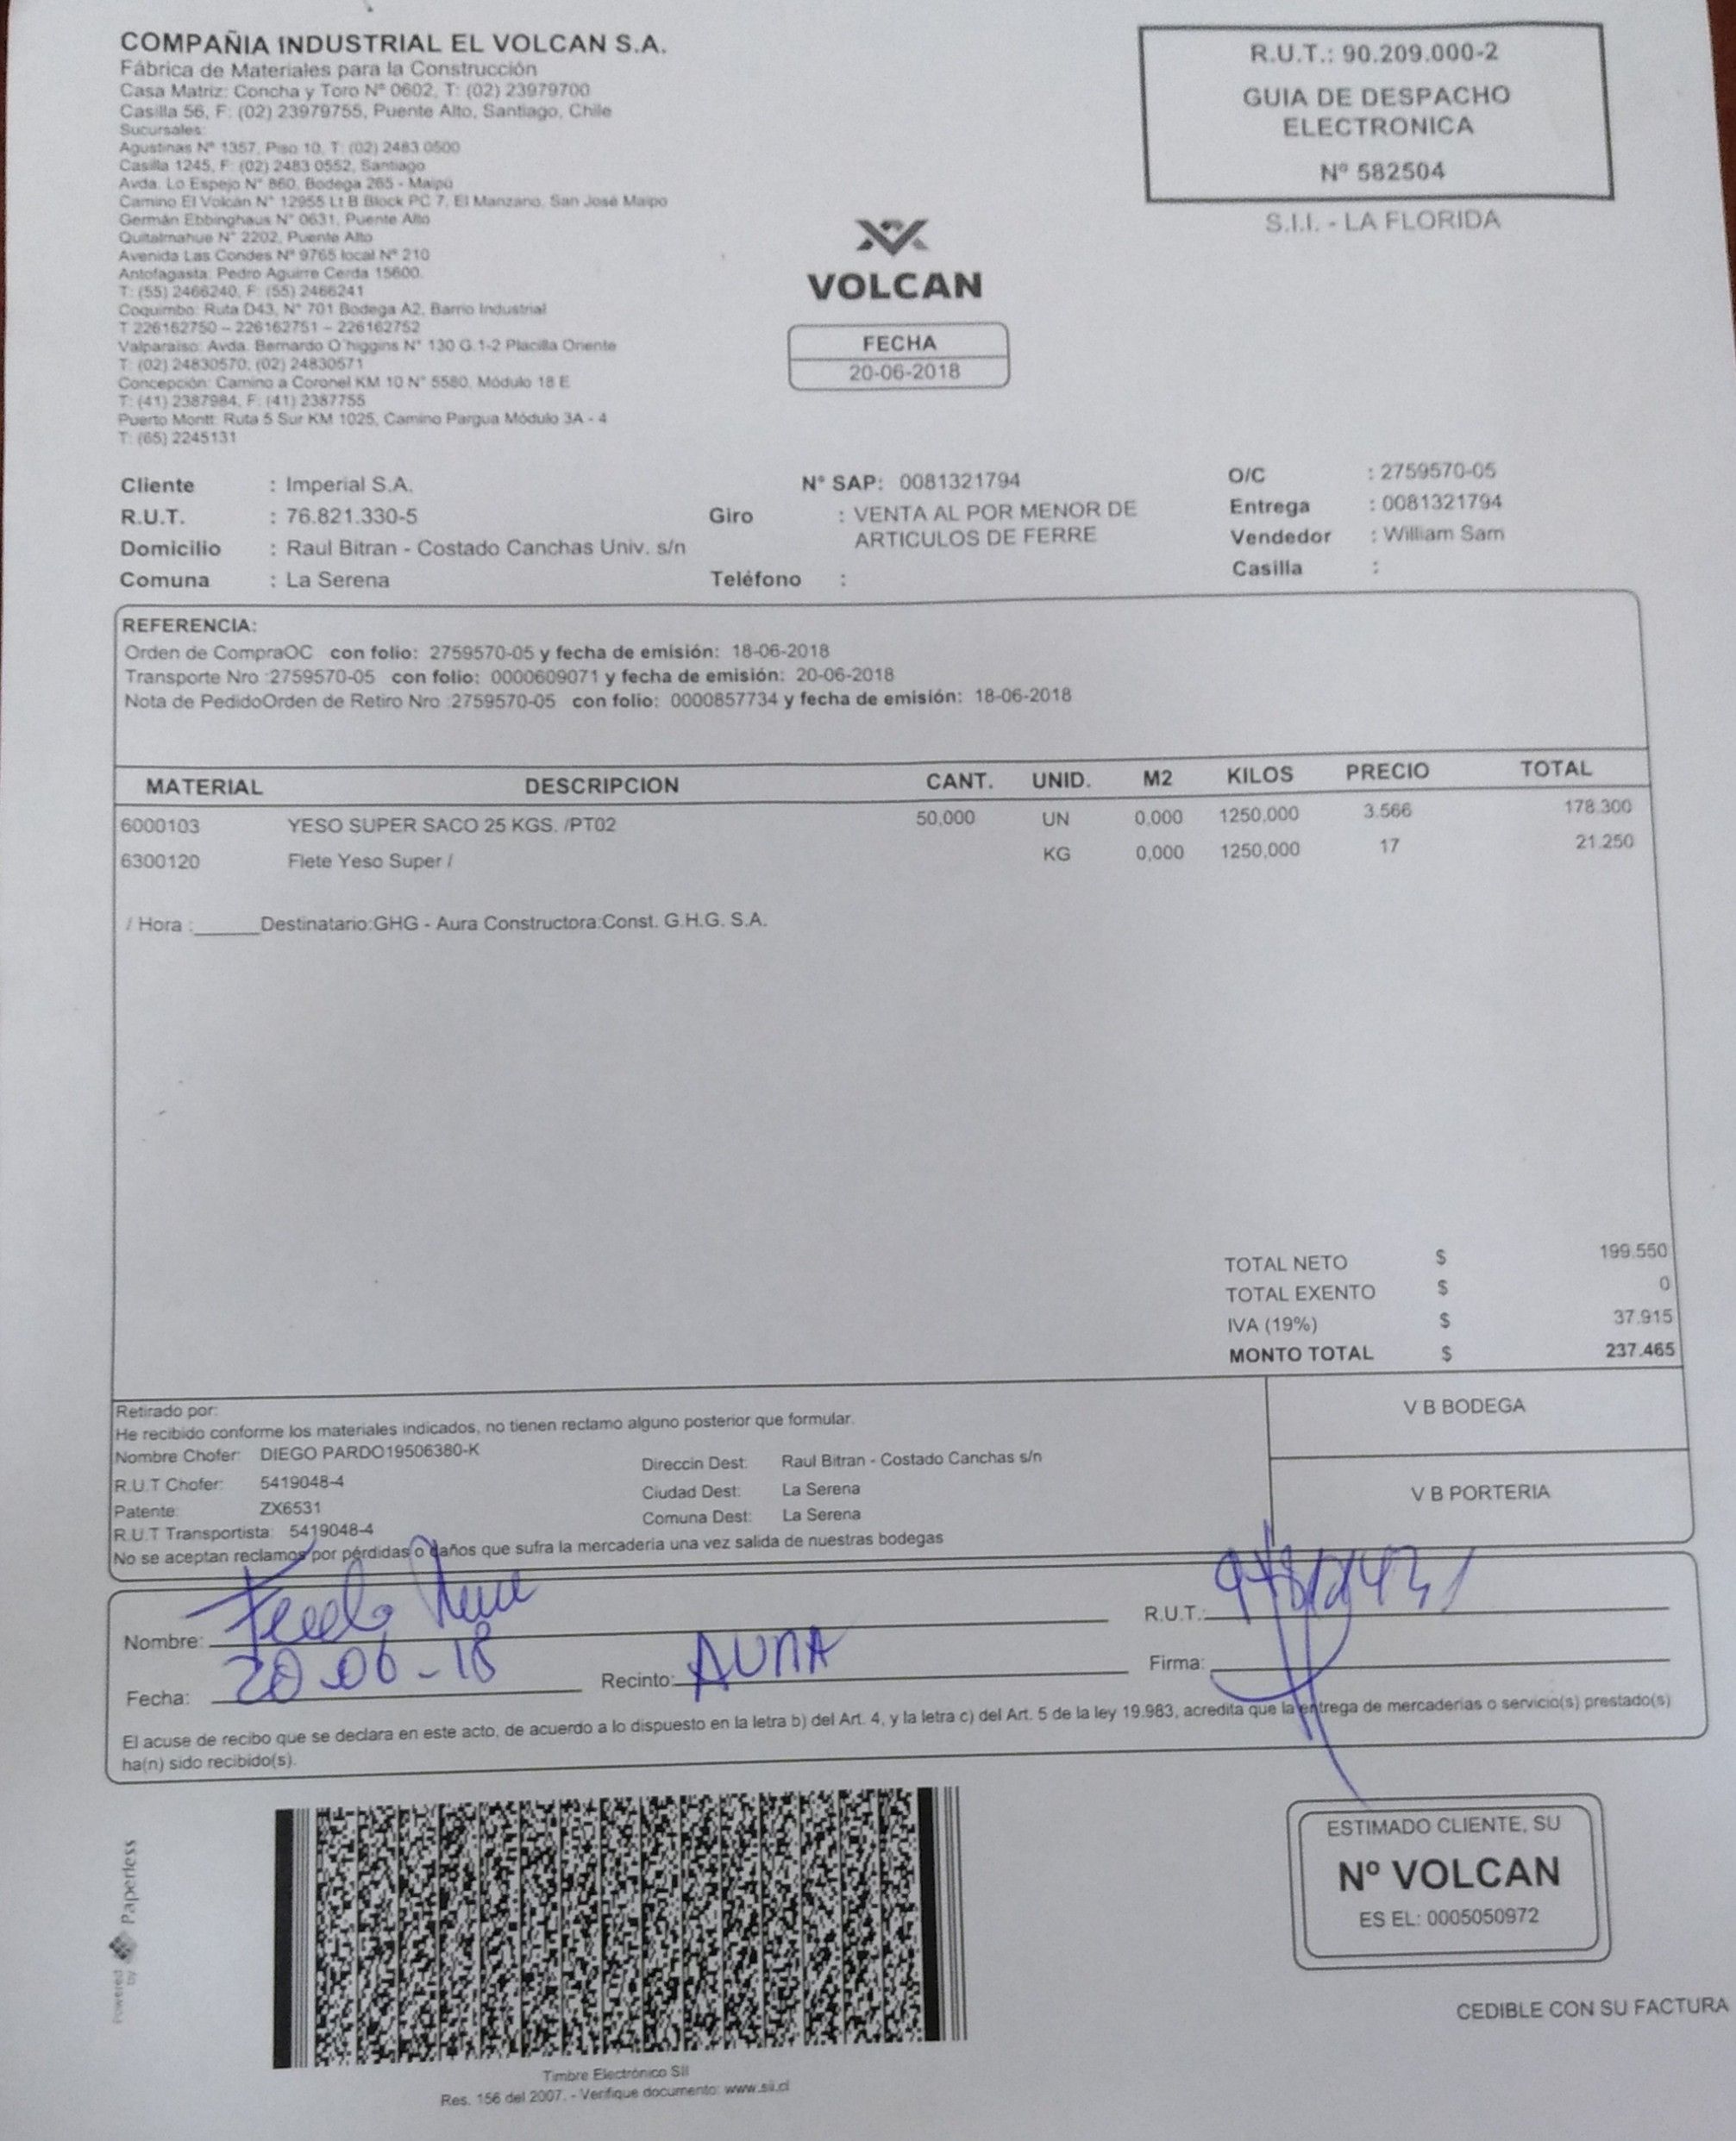 COMPAÑIA INDUSTRIAL EL VOLCAN S.A.
Fábrica de Materiales para la Construcción
Casa Matriz: Concha y Toro Nº 0602, T: (02) 23979700
Casilla 56, F: (02) 23979755, Puente Alto, Santiago, Chile
Sucursales:
Agustinas Nº 1357, Piso 10, T: (02) 2483 0500
Casilla 1245, F: (02) 2483 0552, Santiago
Avda. Lo Espejo N° 860, Bodega 265 - Maipú
Camino El Volcán N° 12955 Lt B Block PC 7, El Manzano, San José Maipo
Germán Ebbinghaus N° 0631, Puente Alto
Quitalmahue N° 2202, Puente Alto
Avenida Las Condes Nº 9765 local Nº 210
Antofagasta: Pedro Aguirre Cerda 15600.
T: (55) 2466240, F: (55) 2466241
Coquimbo: Ruta D43, N° 701 Bodega A2, Barrio Industrial
T 226162750 – 226162751 – 226162752
Valparaíso: Avda. Bernardo O´higgins N° 130 G.1-2 Placilla Oriente
T: (02) 24830570; (02) 24830571
Concepción: Camino a Coronel KM 10 N° 5580, Módulo 18 E
T: (41) 2387984, F: (41) 2387755
Puerto Montt: Ruta 5 Sur KM 1025, Camino Pargua Módulo 3A - 4
T: (65) 2245131
R.U.T.: 90.209.000-2
GUIA DE DESPACHO
ELECTRONICA
Nº 582504
S.I.I. - LA FLORIDA
VOLCAN
FECHA
20-06-2018
Cliente : Imperial S.A. N° SAP: 0081321794 O/C : 2759570-05
R.U.T. : 76.821.330-5 Giro : VENTA AL POR MENOR DE Entrega : 0081321794
Domicilio : Raul Bitran - Costado Canchas Univ. s/n ARTICULOS DE FERRE Vendedor : William Sam
Comuna : La Serena Teléfono : Casilla :
REFERENCIA:
Orden de CompraOC con folio: 2759570-05 y fecha de emisión: 18-06-2018
Transporte Nro :2759570-05 con folio: 0000609071 y fecha de emisión: 20-06-2018
Nota de PedidoOrden de Retiro Nro :2759570-05 con folio: 0000857734 y fecha de emisión: 18-06-2018
MATERIAL DESCRIPCION CANT. UNID. M2 KILOS PRECIO TOTAL
6000103 YESO SUPER SACO 25 KGS. /PT02 50,000 UN 0,000 1250,000 3.566 178.300
6300120 Flete Yeso Super / KG 0,000 1250,000 17 21.250
/ Hora :______Destinatario:GHG - Aura Constructora:Const. G.H.G. S.A.
TOTAL NETO $ 199.550
TOTAL EXENTO $ 0
IVA (19%) $ 37.915
MONTO TOTAL $ 237.465
Retirado por:
He recibido conforme los materiales indicados, no tienen reclamo alguno posterior que formular.
Nombre Chofer: DIEGO PARDO19506380-K Direccin Dest: Raul Bitran - Costado Canchas s/n
R.U.T Chofer: 5419048-4 Ciudad Dest: La Serena
Patente: ZX6531 Comuna Dest: La Serena
R.U.T Transportista: 5419048-4
No se aceptan reclamos por pérdidas o daños que sufra la mercaderia una vez salida de nuestras bodegas
V B BODEGA
V B PORTERIA
Nombre: R.U.T.:
Fecha: 20-06-18 Recinto: AURA Firma:
El acuse de recibo que se declara en este acto, de acuerdo a lo dispuesto en la letra b) del Art. 4, y la letra c) del Art. 5 de la ley 19.983, acredita que la entrega de mercaderias o servicio(s) prestado(s)
ha(n) sido recibido(s).
Powered by Paperless
Timbre Electrónico SII
Res. 156 del 2007. - Verifique documento: www.sii.cl
ESTIMADO CLIENTE, SU
Nº VOLCAN
ES EL: 0005050972
CEDIBLE CON SU FACTURA